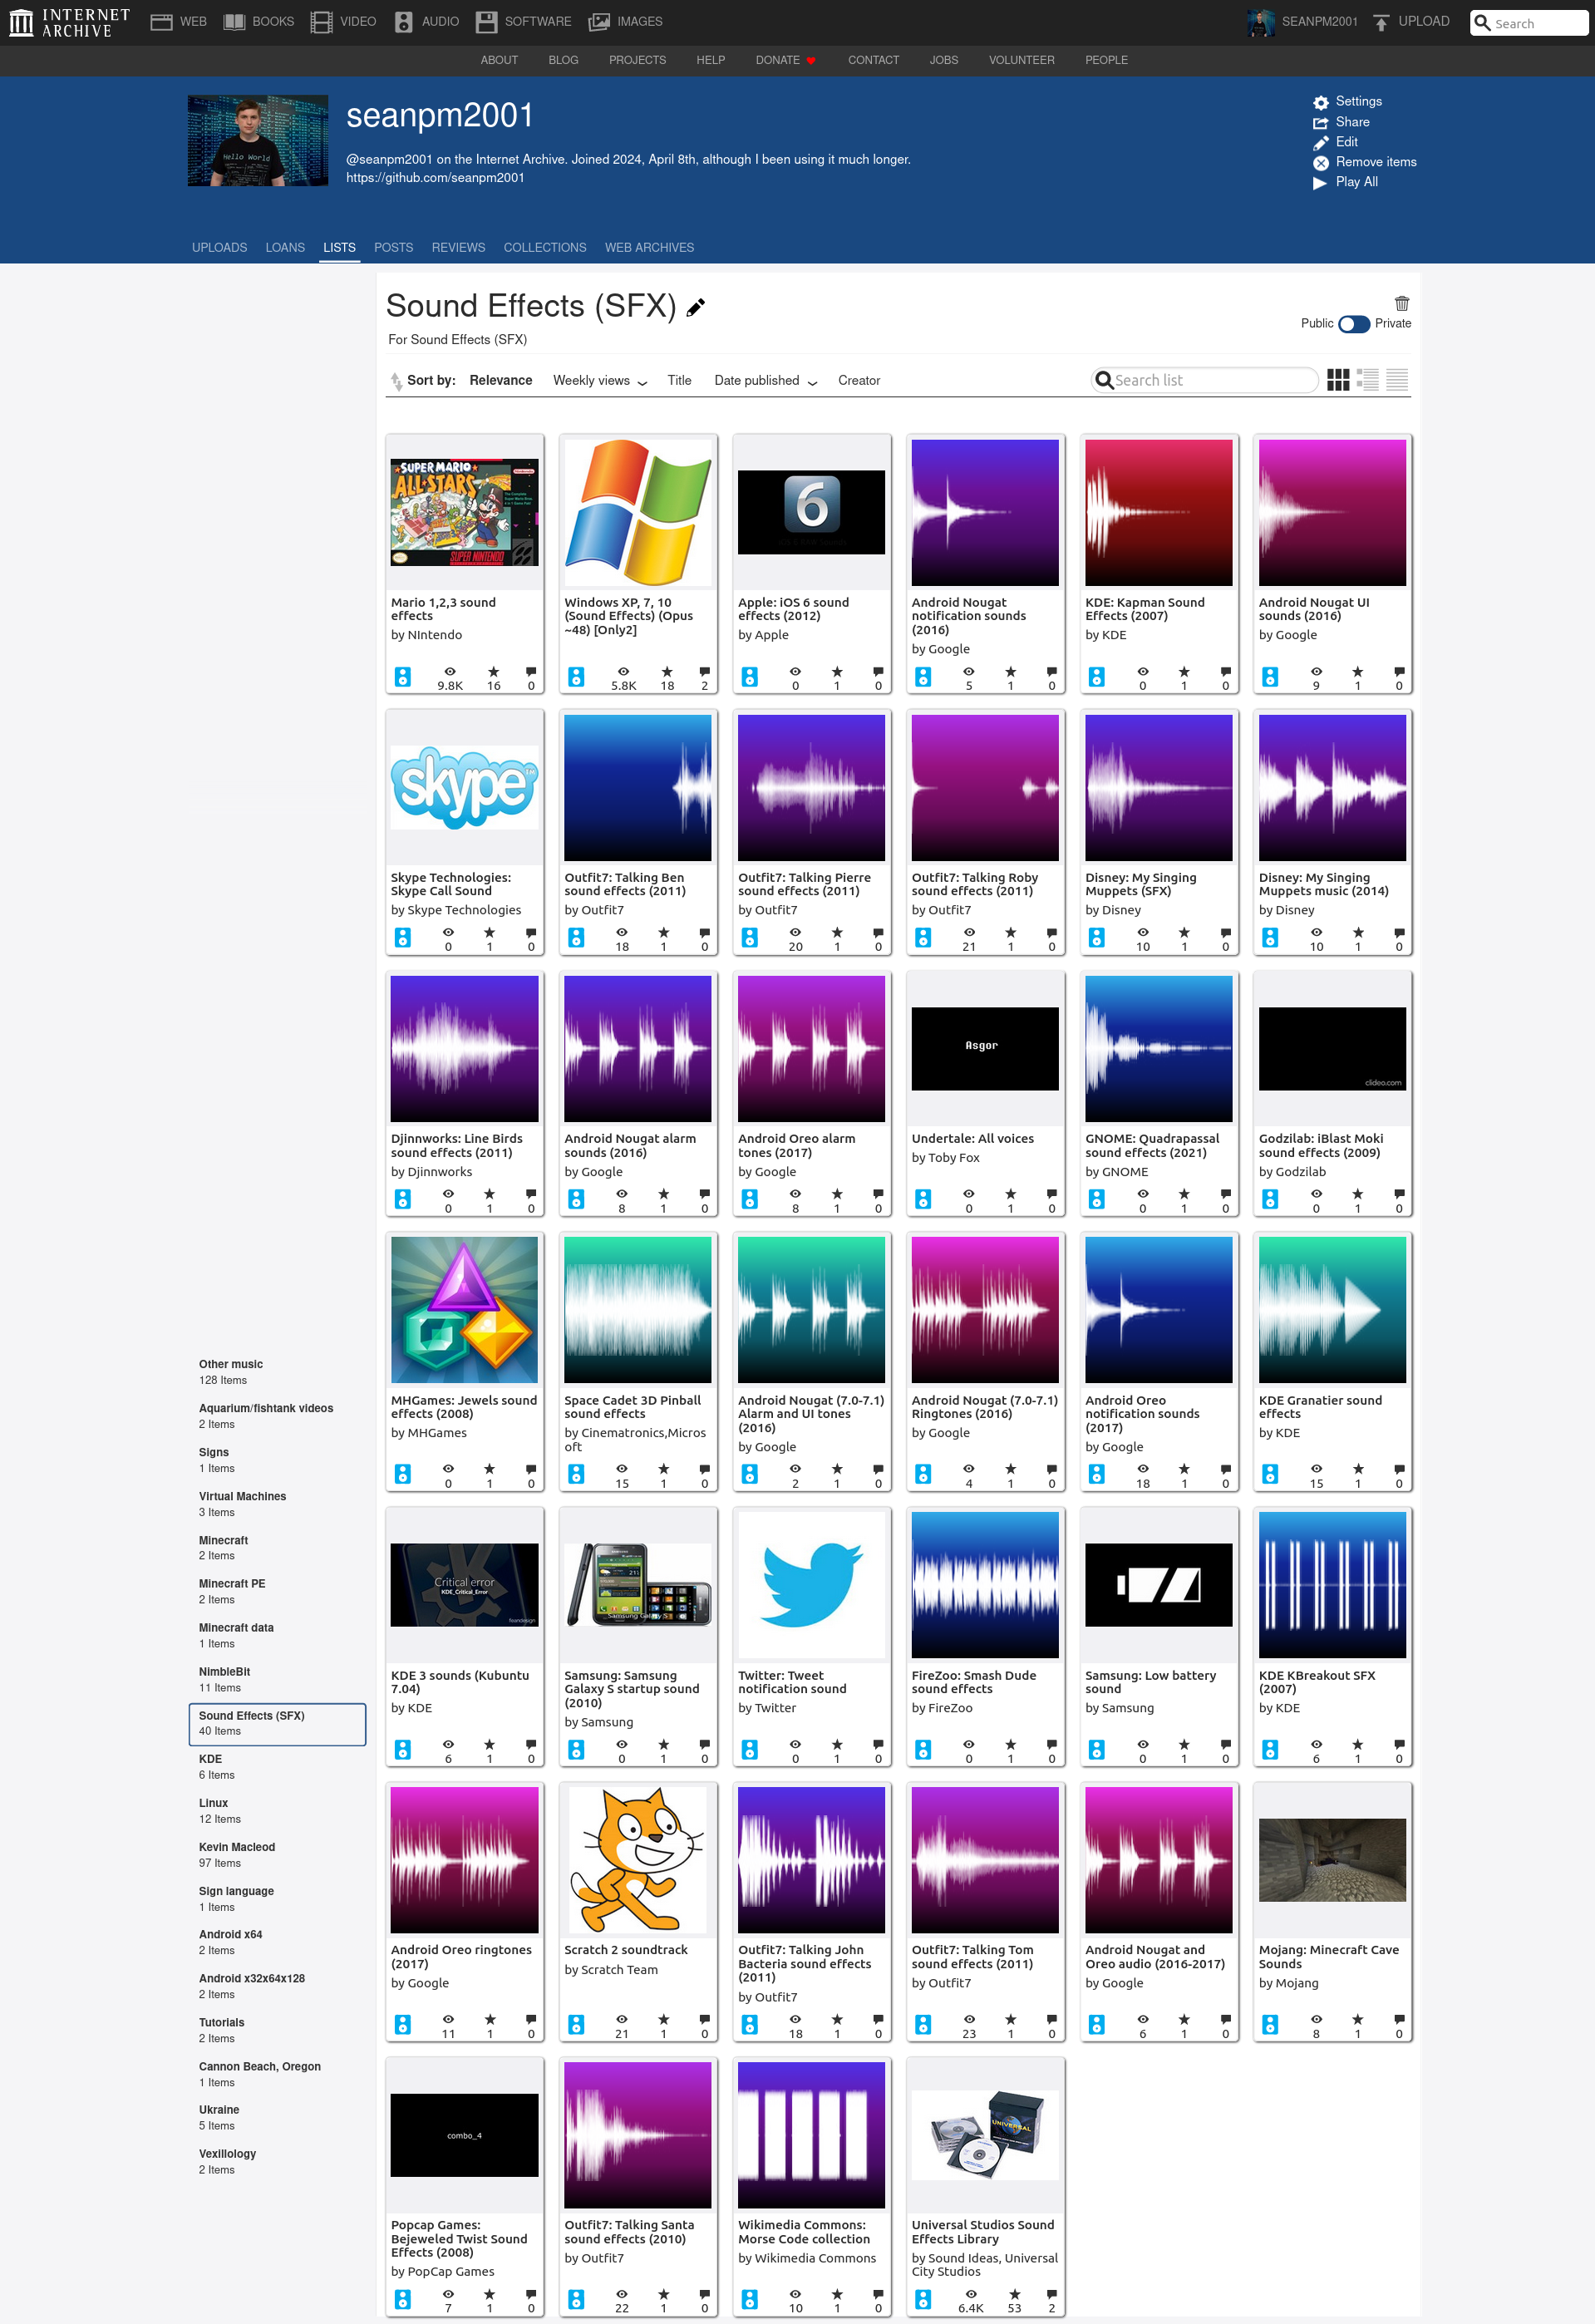 INTERNET
ARCHIVE
WEB BOOKS VIDEO AUDIO SOFTWARE IMAGES
SEANPM2001 UPLOAD Search
ABOUT BLOG PROJECTS HELP DONATE CONTACT JOBS VOLUNTEER PEOPLE
Hello World
seanpm2001
@seanpm2001 on the Internet Archive. Joined 2024, April 8th, although I been using it much longer.
https://github.com/seanpm2001
Settings
Share
Edit
Remove items
Play All
UPLOADS LOANS LISTS POSTS REVIEWS COLLECTIONS WEB ARCHIVES
Other music
128 Items
Aquarium/fishtank videos
2 Items
Signs
1 Items
Virtual Machines
3 Items
Minecraft
2 Items
Minecraft PE
2 Items
Minecraft data
1 Items
NimbleBit
11 Items
Sound Effects (SFX)
40 Items
KDE
6 Items
Linux
12 Items
Kevin Macleod
97 Items
Sign language
1 Items
Android x64
2 Items
Android x32x64x128
2 Items
Tutorials
2 Items
Cannon Beach, Oregon
1 Items
Ukraine
5 Items
Vexillology
2 Items
Sound Effects (SFX)
For Sound Effects (SFX)
Public Private
Sort by: Relevance Weekly views Title Date published Creator
Search list
SUPER MARIO
ALL-STARS
SUPER NINTENDO
Mario 1,2,3 sound
effects
by NIntendo
9.8K 16 0
Windows XP, 7, 10
(Sound Effects) (Opus
~48) [Only2]
5.8K 18 2
6
Apple: iOS 6 sound
effects (2012)
by Apple
0 1 0
Android Nougat
notification sounds
(2016)
by Google
5 1 0
KDE: Kapman Sound
Effects (2007)
by KDE
0 1 0
Android Nougat UI
sounds (2016)
by Google
9 1 0
skype
TM
Skype Technologies:
Skype Call Sound
by Skype Technologies
0 1 0
Outfit7: Talking Ben
sound effects (2011)
by Outfit7
18 1 0
Outfit7: Talking Pierre
sound effects (2011)
by Outfit7
20 1 0
Outfit7: Talking Roby
sound effects (2011)
by Outfit7
21 1 0
Disney: My Singing
Muppets (SFX)
by Disney
10 1 0
Disney: My Singing
Muppets music (2014)
by Disney
10 1 0
Djinnworks: Line Birds
sound effects (2011)
by Djinnworks
0 1 0
Android Nougat alarm
sounds (2016)
by Google
8 1 0
Android Oreo alarm
tones (2017)
by Google
8 1 0
Asgor
Undertale: All voices
by Toby Fox
0 1 0
GNOME: Quadrapassal
sound effects (2021)
by GNOME
0 1 0
clideo.com
Godzilab: iBlast Moki
sound effects (2009)
by Godzilab
0 1 0
MHGames: Jewels sound
effects (2008)
by MHGames
0 1 0
Space Cadet 3D Pinball
sound effects
by Cinematronics,Micros
oft
15 1 0
Android Nougat (7.0-7.1)
Alarm and UI tones
(2016)
by Google
2 1 0
Android Nougat (7.0-7.1)
Ringtones (2016)
by Google
4 1 0
Android Oreo
notification sounds
(2017)
by Google
18 1 0
KDE Granatier sound
effects
by KDE
15 1 0
Critical error
KDE_Critical_Error
KDE 3 sounds (Kubuntu
7.04)
by KDE
6 1 0
Samsung Galaxy S
Samsung: Samsung
Galaxy S startup sound
(2010)
by Samsung
0 1 0
Twitter: Tweet
notification sound
by Twitter
0 1 0
FireZoo: Smash Dude
sound effects
by FireZoo
0 1 0
Samsung: Low battery
sound
by Samsung
0 1 0
KDE KBreakout SFX
(2007)
by KDE
6 1 0
Android Oreo ringtones
(2017)
by Google
11 1 0
Scratch 2 soundtrack
by Scratch Team
21 1 0
Outfit7: Talking John
Bacteria sound effects
(2011)
by Outfit7
18 1 0
Outfit7: Talking Tom
sound effects (2011)
by Outfit7
23 1 0
Android Nougat and
Oreo audio (2016-2017)
by Google
6 1 0
Mojang: Minecraft Cave
Sounds
by Mojang
8 1 0
combo_4
Popcap Games:
Bejeweled Twist Sound
Effects (2008)
by PopCap Games
7 1 0
Outfit7: Talking Santa
sound effects (2010)
by Outfit7
22 1 0
Wikimedia Commons:
Morse Code collection
by Wikimedia Commons
10 1 0
UNIVERSAL
Universal Studios Sound
Effects Library
by Sound Ideas, Universal
City Studios
6.4K 53 2